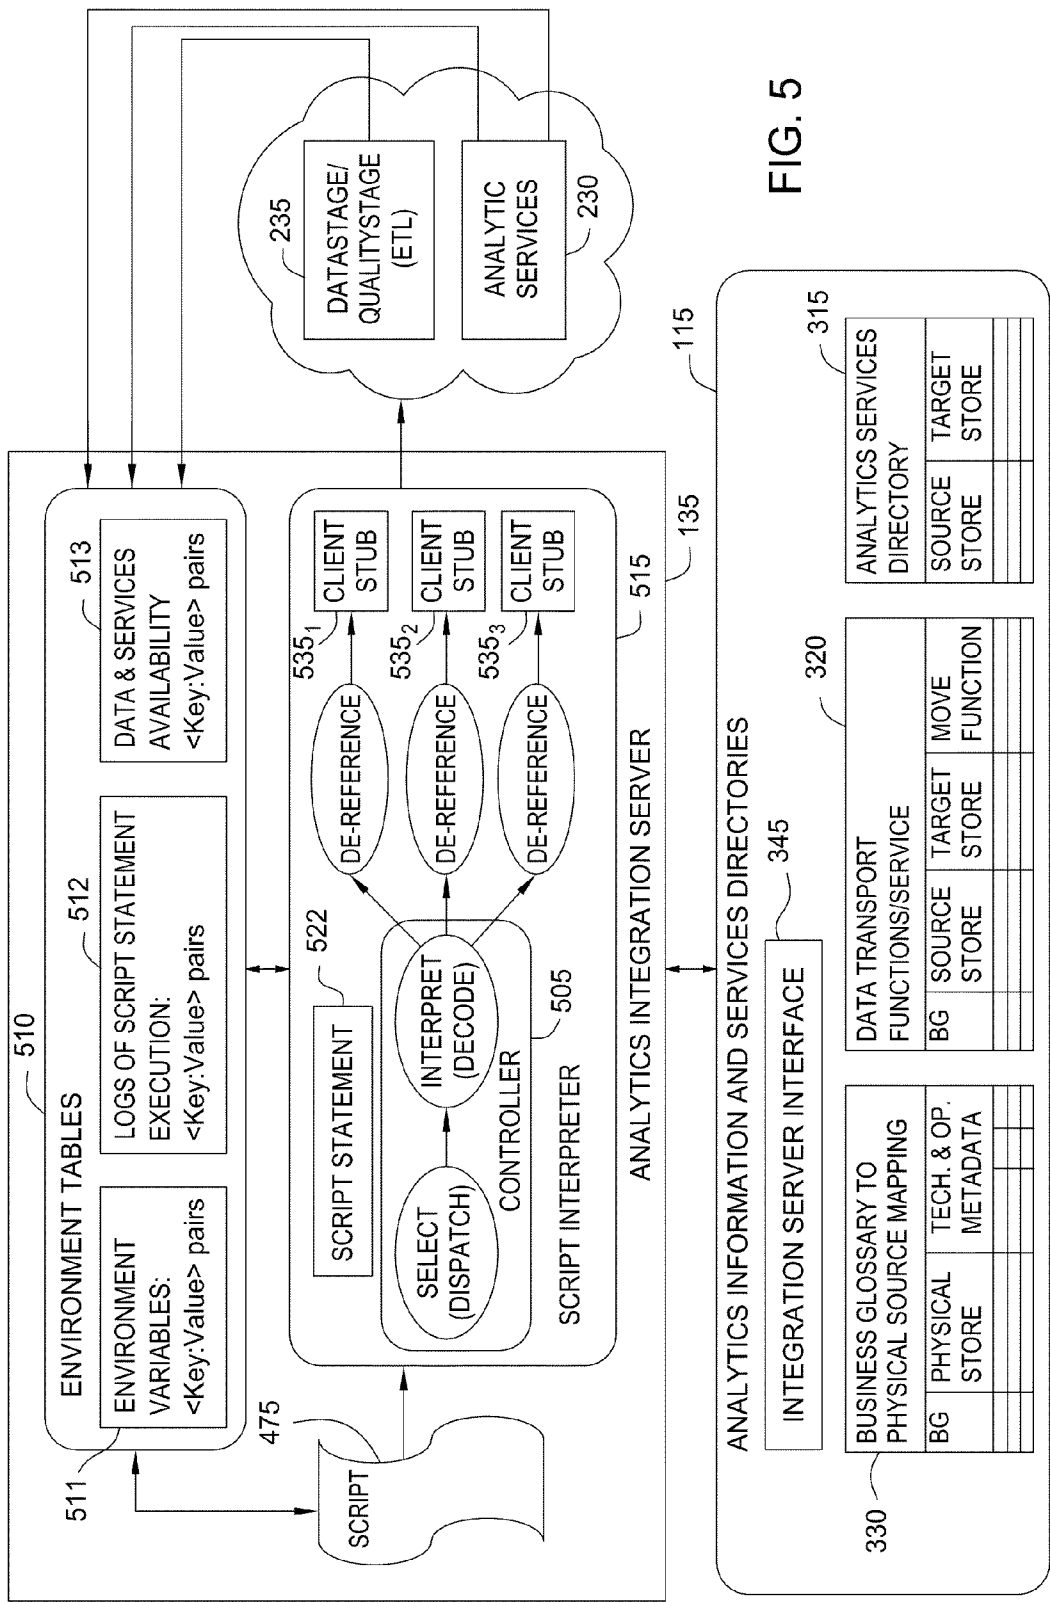 510
ENVIRONMENT TABLES
511
ENVIRONMENT
VARIABLES:
<Key:Value> pairs
512
LOGS OF SCRIPT STATEMENT
EXECUTION:
<Key:Value> pairs
513
DATA & SERVICES
AVAILABILITY
<Key:Value> pairs
475
SCRIPT
522
SCRIPT STATEMENT
SELECT
(DISPATCH)
INTERPRET
(DECODE)
CONTROLLER
505
SCRIPT INTERPRETER
DE-REFERENCE
DE-REFERENCE
DE-REFERENCE
535₁
CLIENT
STUB
535₂
CLIENT
STUB
535₃
CLIENT
STUB
515
ANALYTICS INTEGRATION SERVER
135
235
DATASTAGE/
QUALITYSTAGE
(ETL)
ANALYTIC
SERVICES
230
115
ANALYTICS INFORMATION AND SERVICES DIRECTORIES
INTEGRATION SERVER INTERFACE
345
330
BUSINESS GLOSSARY TO
PHYSICAL SOURCE MAPPING
BG
PHYSICAL
STORE
TECH. & OP.
METADATA
320
DATA TRANSPORT
FUNCTIONS/SERVICE
BG
SOURCE
STORE
TARGET
STORE
MOVE
FUNCTION
315
ANALYTICS SERVICES
DIRECTORY
SOURCE
STORE
TARGET
STORE
FIG. 5